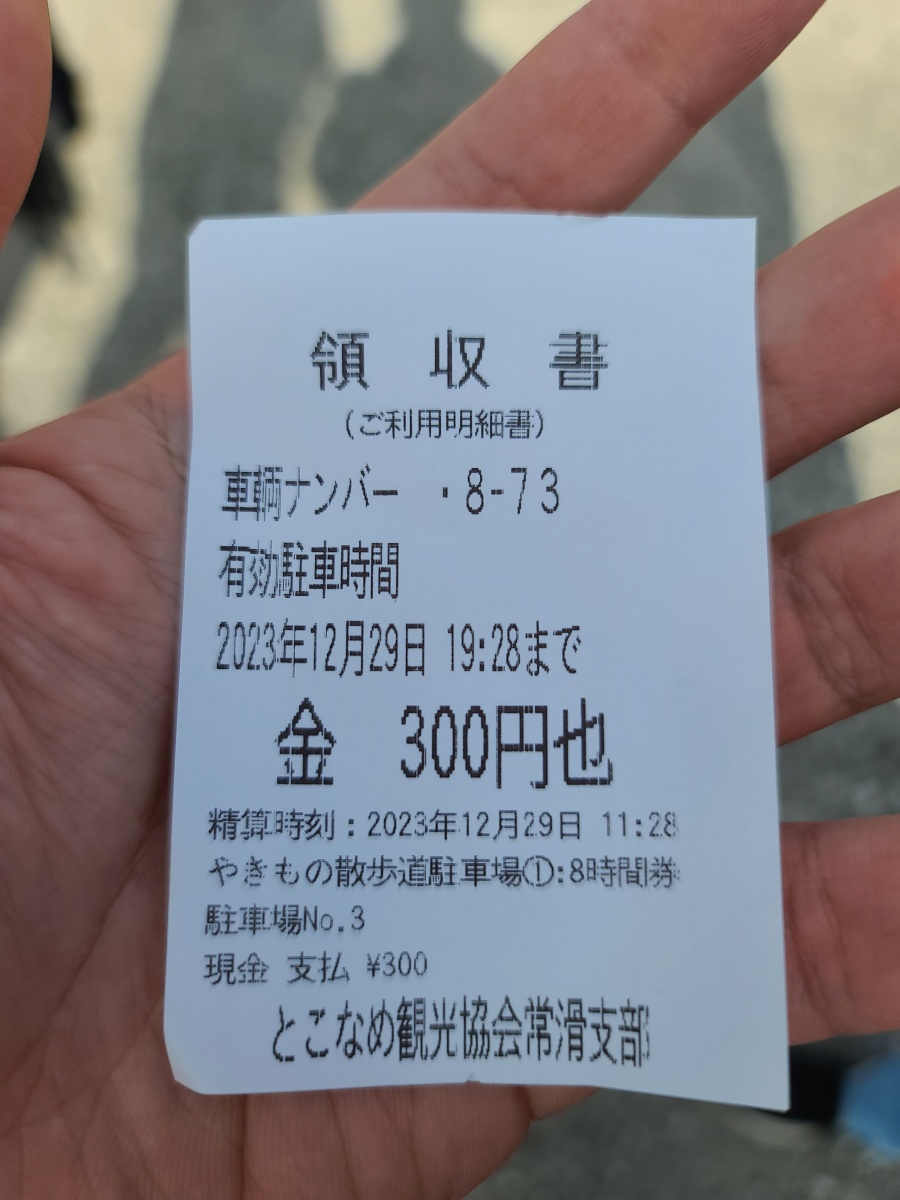 領 収 書
(ご利用明細書)
車輌ナンバー ・8-73
有効駐車時間
2023年12月29日 19:28まで
金 300円也
精算時刻:2023年12月29日 11:28
やきもの散歩道駐車場①:8時間券
駐車場No.3
現金 支払 ¥300
とこなめ観光協会常滑支部